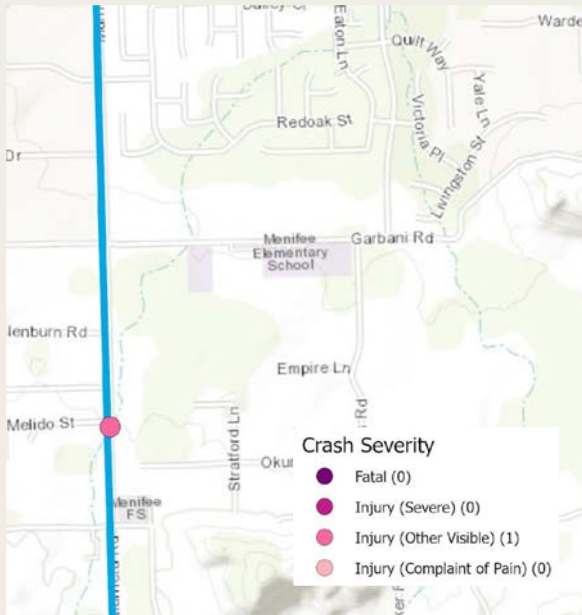 Eaton Ln
Quilt Way
Yale Ln
Redoak St
Victoria Pl
Livingston St
Dr
Menifee
Elementary
School
Garbani Rd
Empire Ln
Rd
Melido St
Stratford Ln
Menifee
FS
Rd
Crash Severity
Fatal (0)
Injury (Severe) (0)
Injury (Other Visible) (1)
Injury (Complaint of Pain) (0)